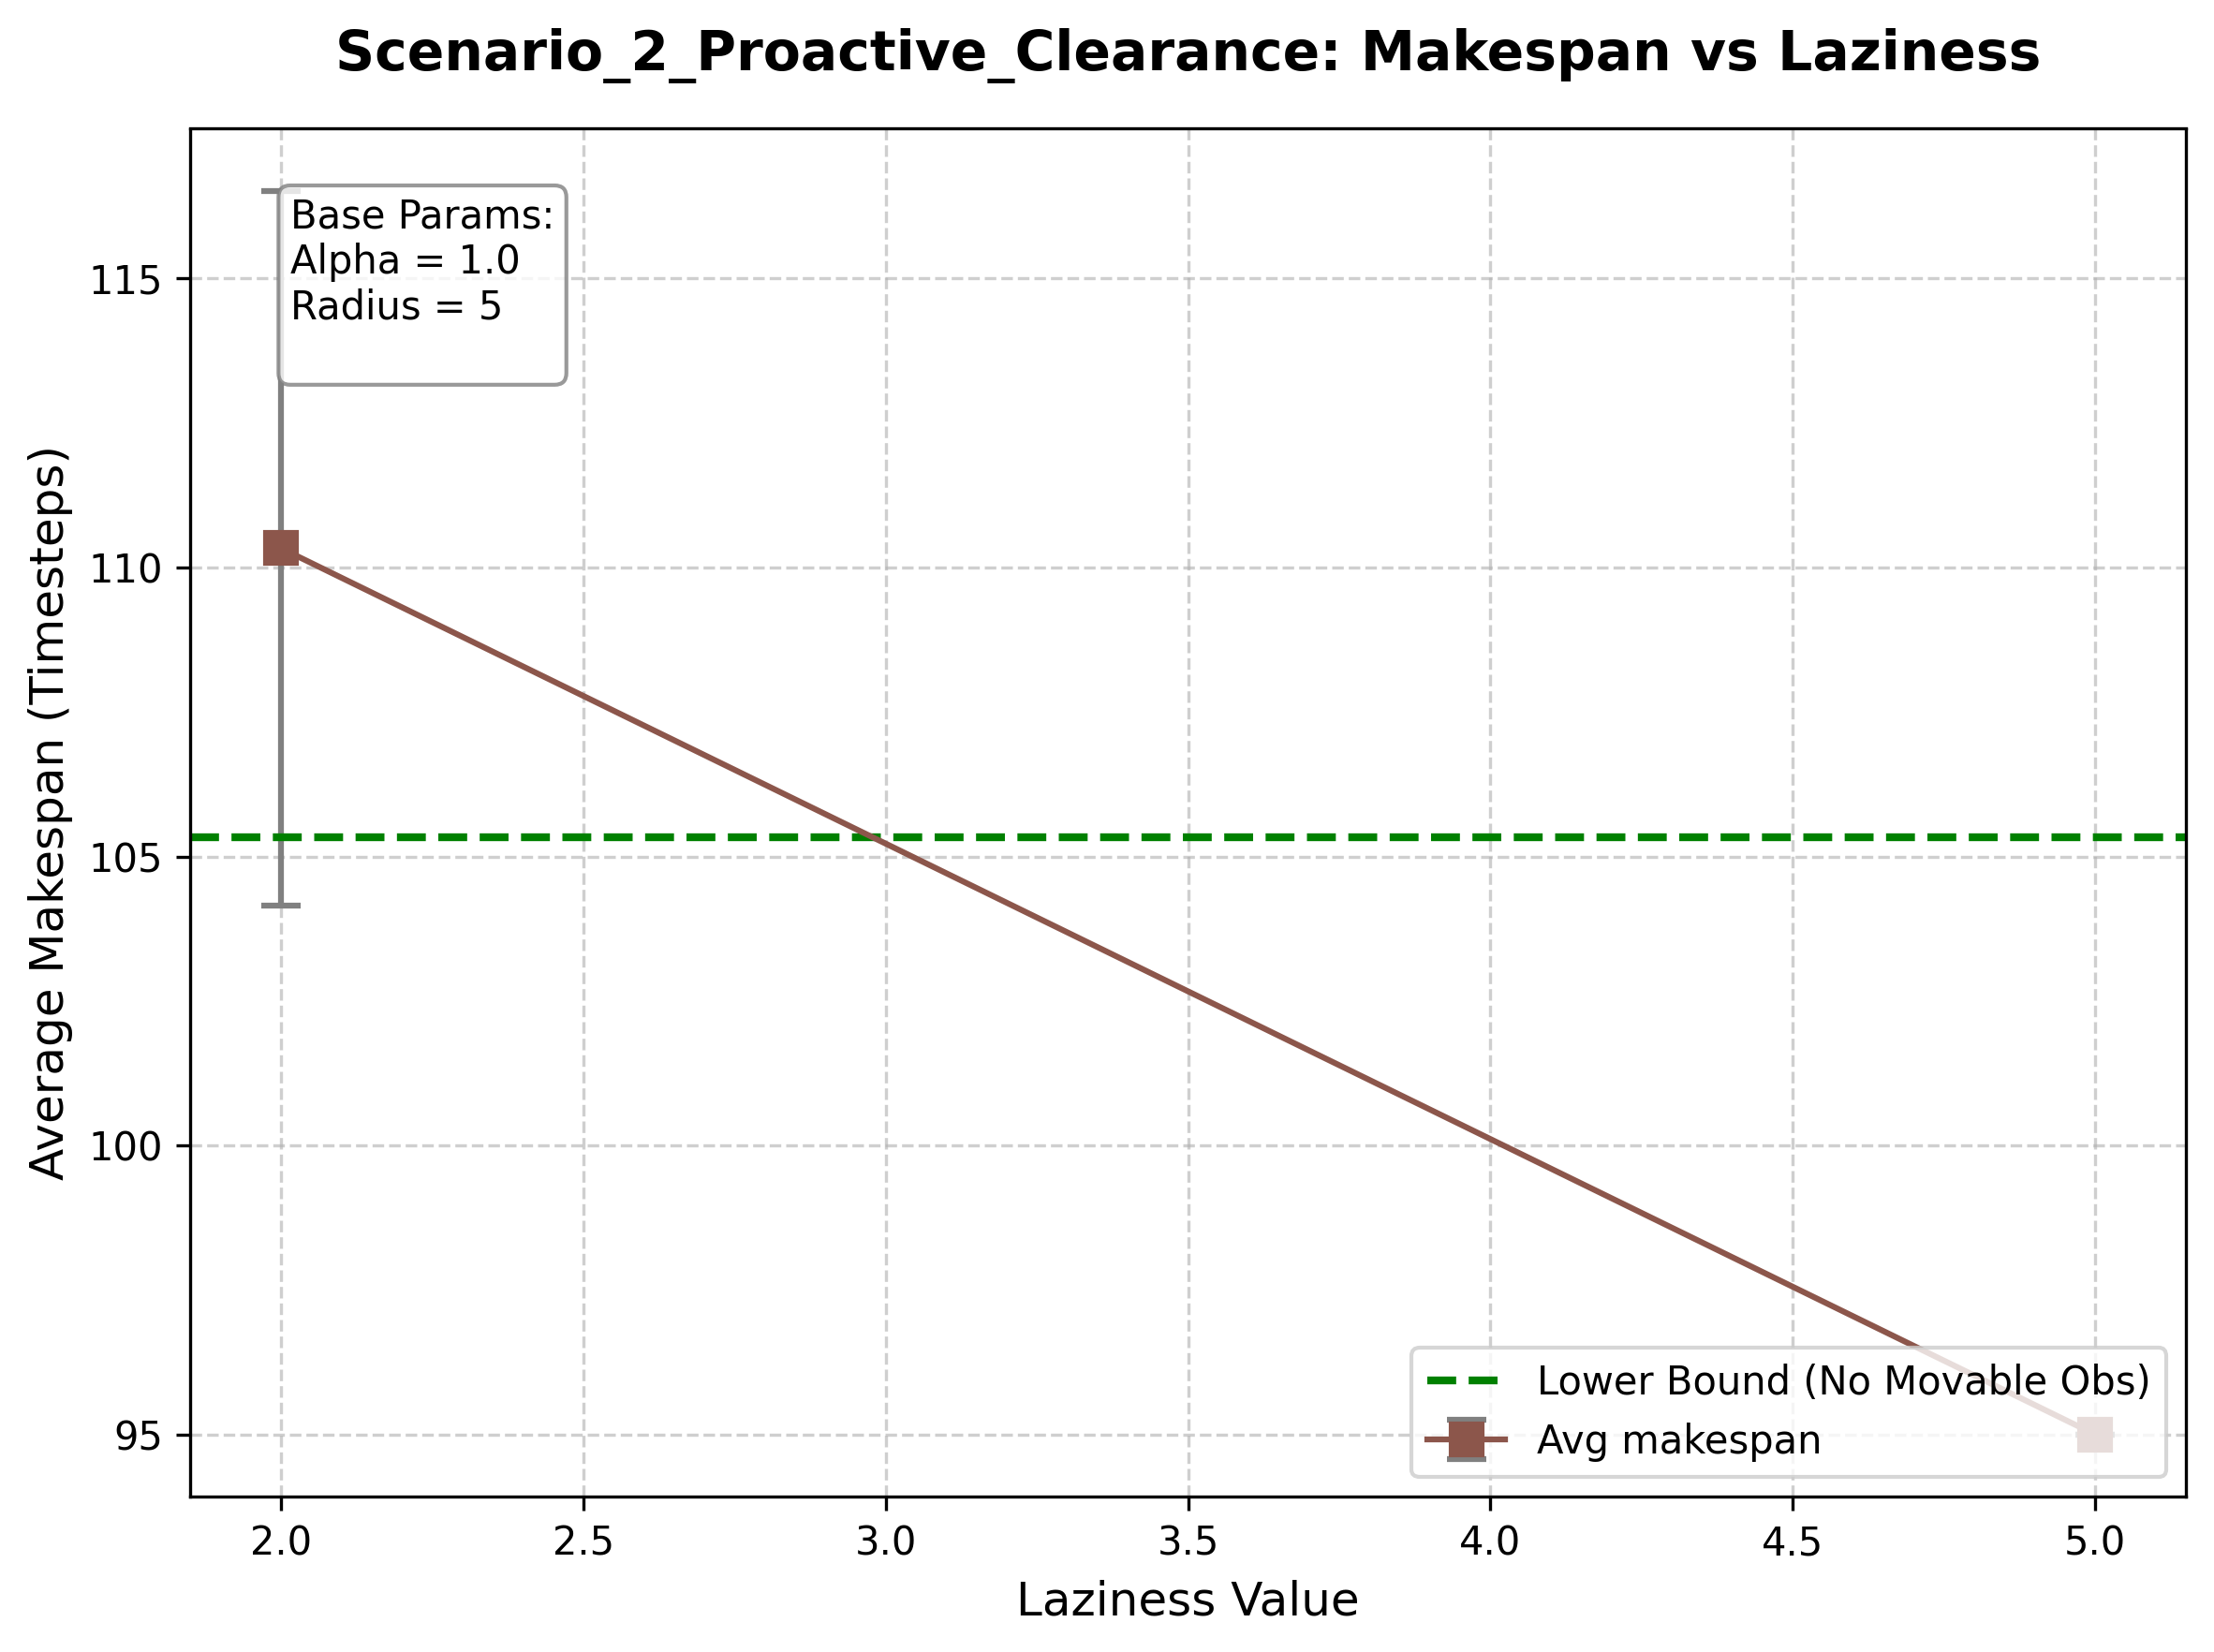 Scenario_2_Proactive_Clearance: Makespan vs Laziness
Base Params:
Alpha = 1.0
Radius = 5
115
110
105
100
95
Average Makespan (Timesteps)
Lower Bound (No Movable Obs)
Avg makespan
2.0 2.5 3.0 3.5 4.0 4.5 5.0
Laziness Value